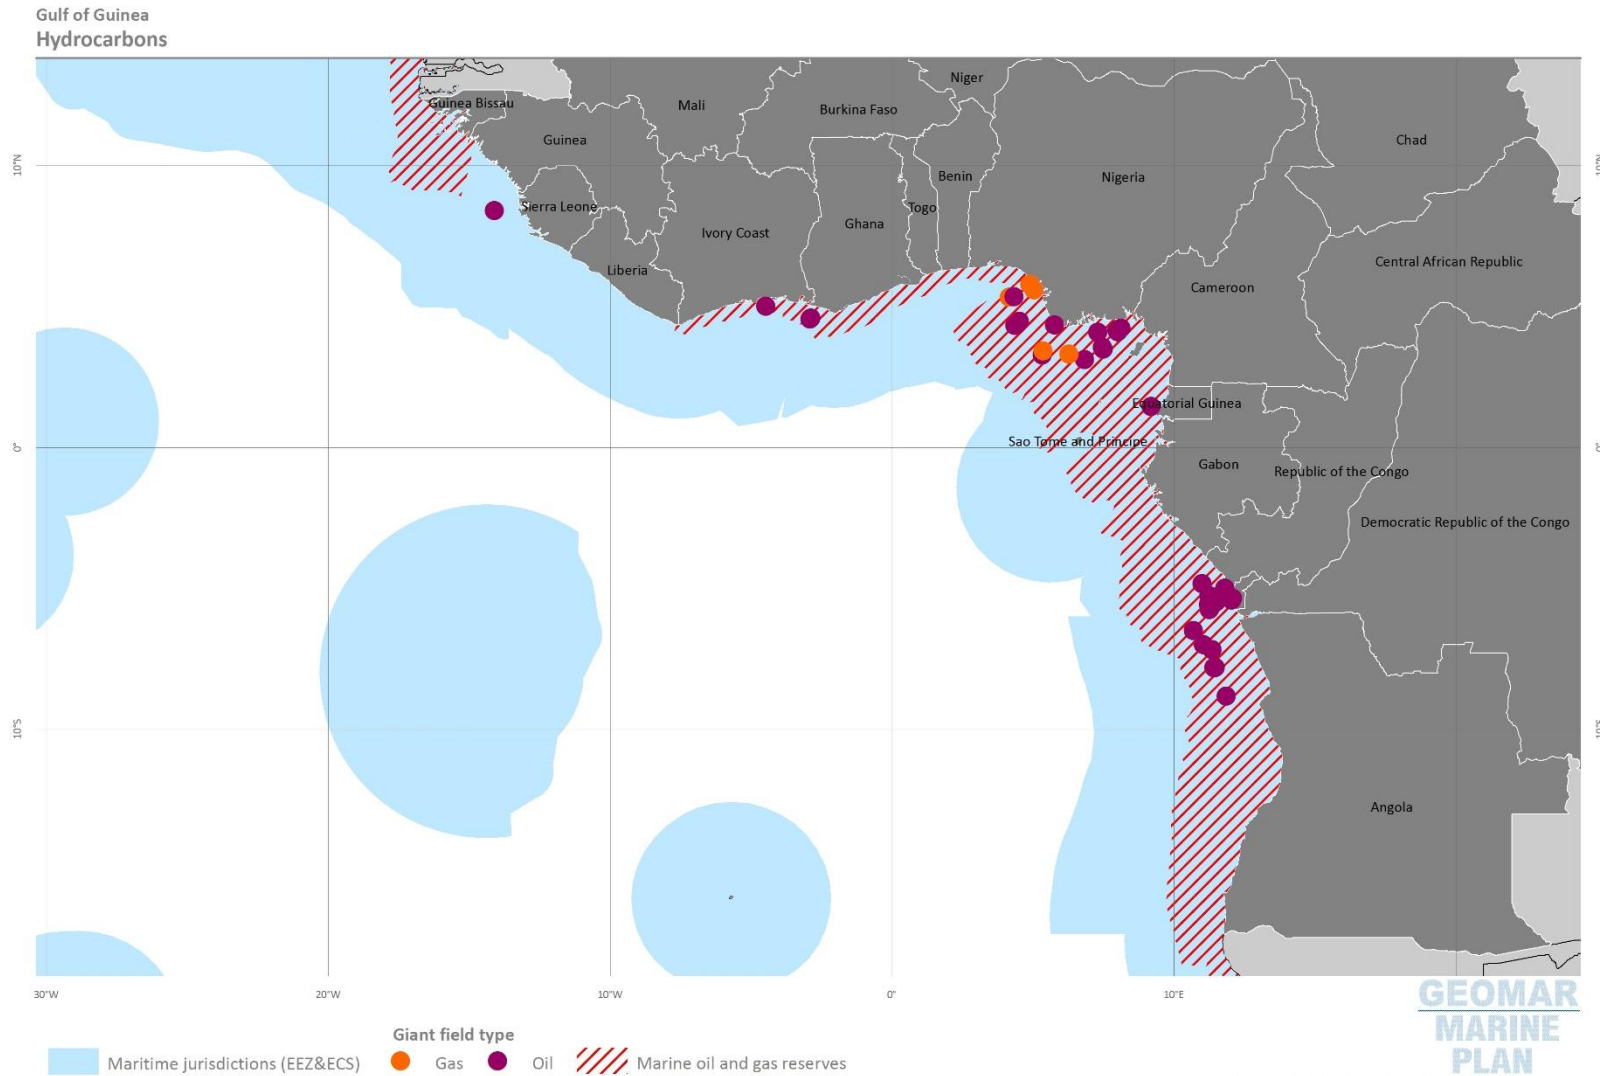 Gulf of Guinea
Hydrocarbons
Niger
Guinea Bissau
Mali
Burkina Faso
Guinea
Chad
10°N
Benin
Nigeria
Sierra Leone
Togo
Ghana
Ivory Coast
Central African Republic
Liberia
Cameroon
Equatorial Guinea
Sao Tome and Principe
0°
0°
Gabon
Republic of the Congo
Democratic Republic of the Congo
10°S
Angola
30°W
20°W
10°W
0°
10°E
GEOMAR
MARINE
PLAN
Giant field type
Maritime jurisdictions (EEZ&ECS)
Gas
Oil
Marine oil and gas reserves